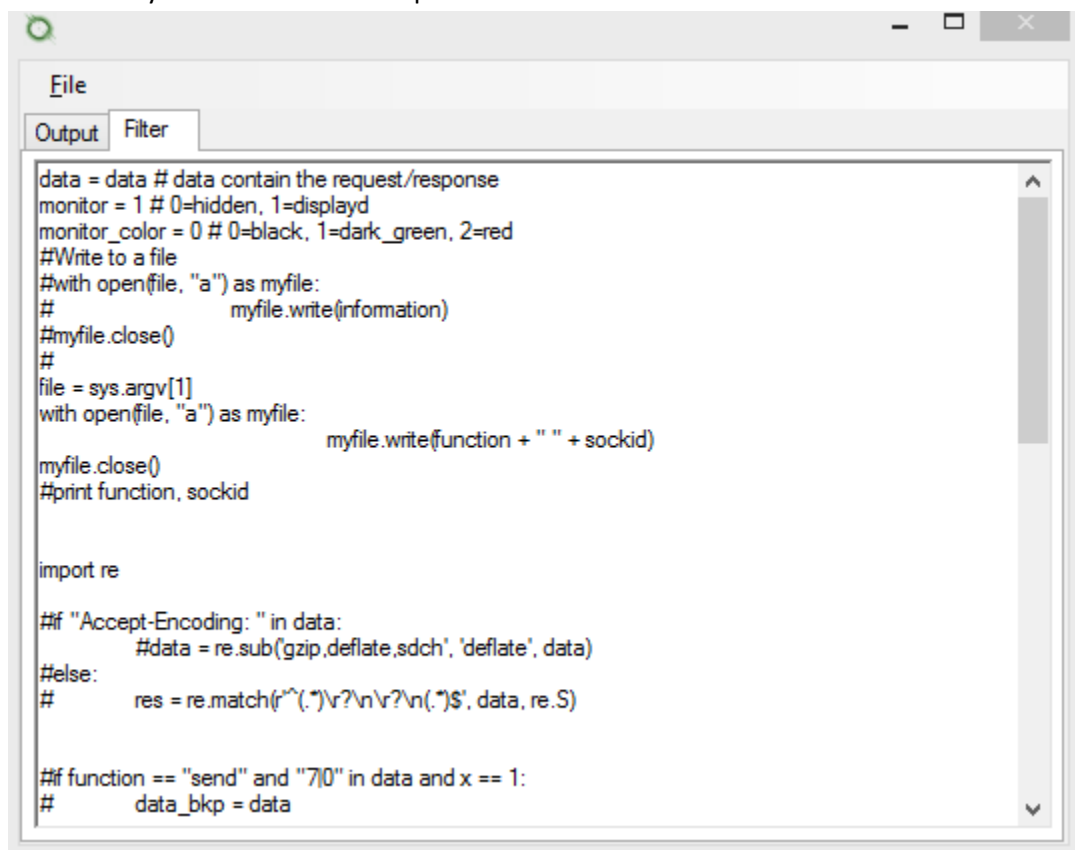 File
Output Filter
data = data # data contain the request/response
monitor = 1 # 0=hidden, 1=displayd
monitor_color = 0 # 0=black, 1=dark_green, 2=red
#Write to a file
#with open(file, "a") as myfile:
# myfile.write(information)
#myfile.close()
#
file = sys.argv[1]
with open(file, "a") as myfile:
myfile.write(function + " " + sockid)
myfile.close()
#print function, sockid
import re
#if "Accept-Encoding: " in data:
#data = re.sub('gzip,deflate,sdch', 'deflate', data)
#else:
# res = re.match(r'^(.*)\r?\n\r?\n(.*)$', data, re.S)
#if function == "send" and "7|0" in data and x == 1:
# data_bkp = data